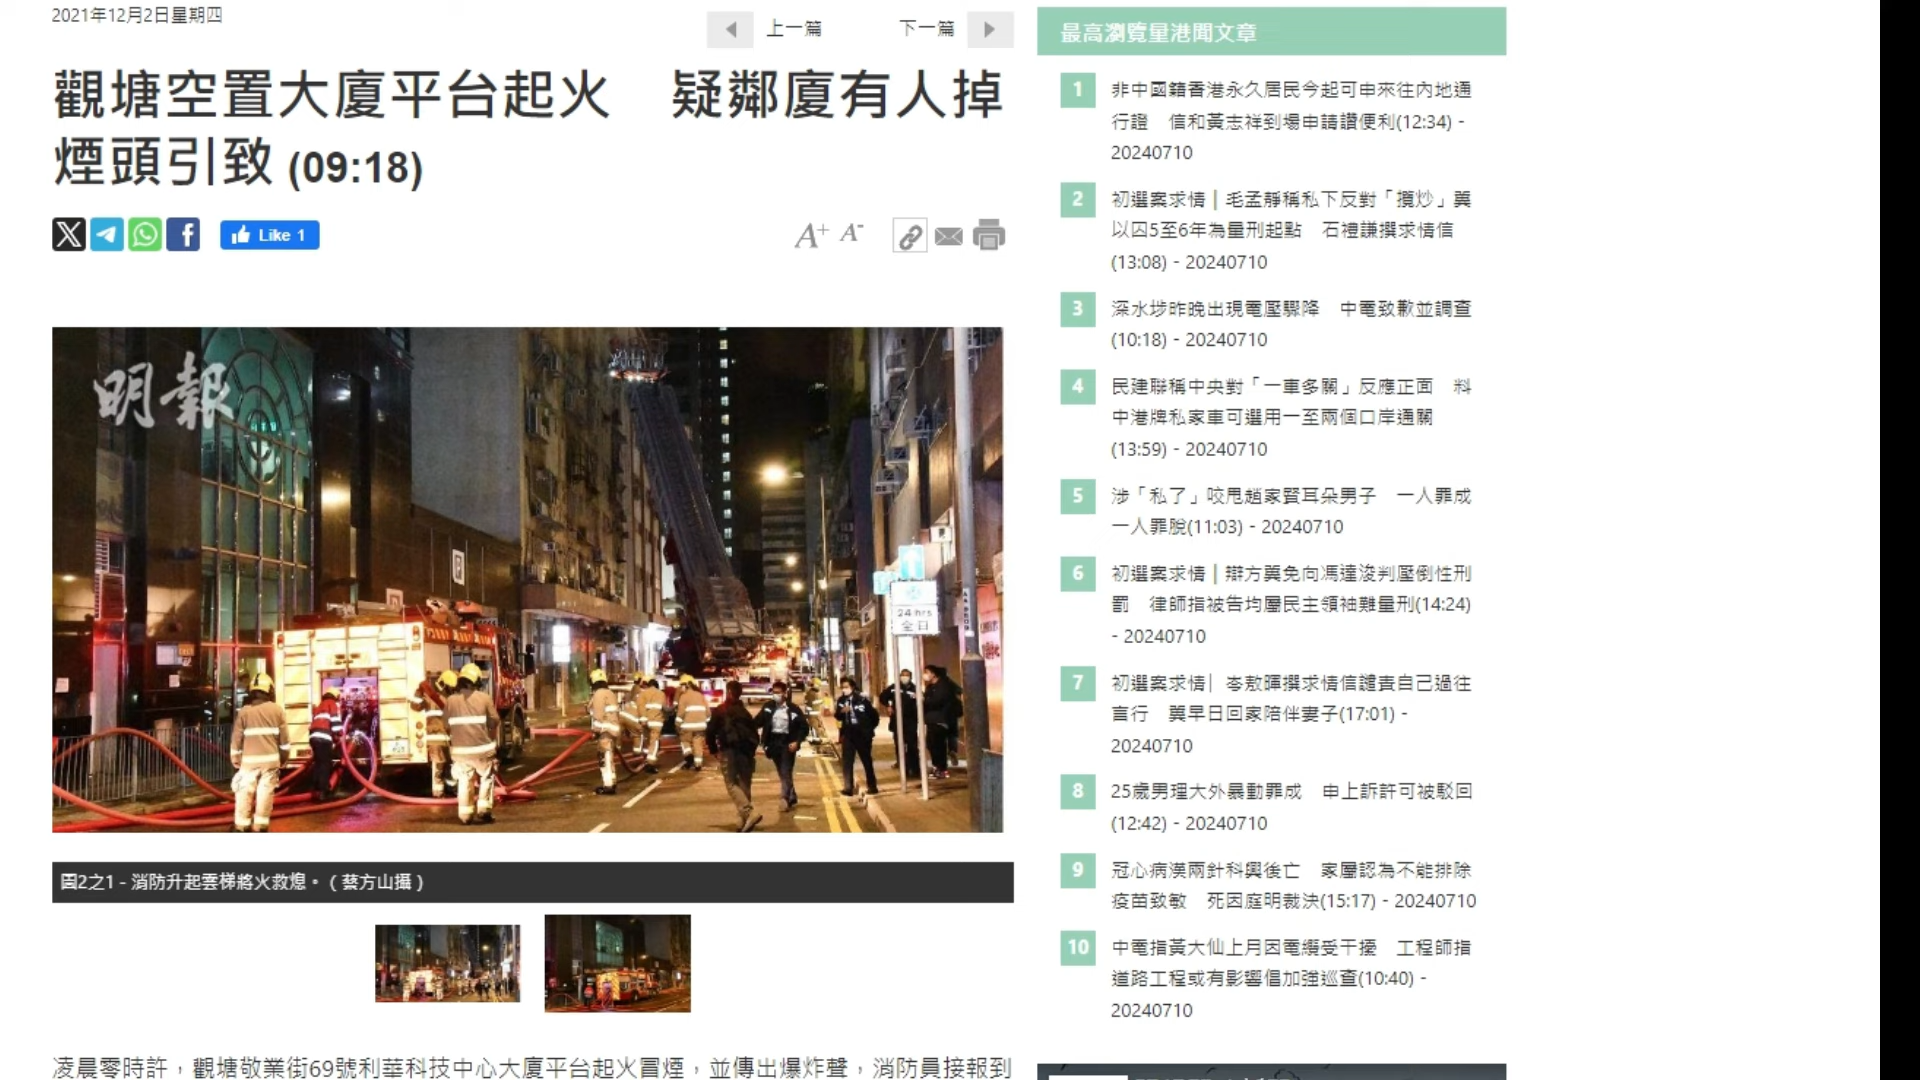 2021年12月2日星期四
上一篇
下一篇
觀塘空置大廈平台起火　疑鄰廈有人掉
煙頭引致 (09:18)
Like 1
A+ A-
明報
24 hrs
全日
圖2之1 - 消防升起雲梯將火救熄。（蔡方山攝）
凌晨零時許，觀塘敬業街69號利華科技中心大廈平台起火冒煙，並傳出爆炸聲，消防員接報到
最高瀏覽量港聞文章
1
非中國籍香港永久居民今起可申來往內地通
行證　信和黃志祥到場申請讚便利(12:34) -
20240710
2
初選案求情｜毛孟靜稱私下反對「攬炒」冀
以囚5至6年為量刑起點　石禮謙撰求情信
(13:08) - 20240710
3
深水埗昨晚出現電壓驟降　中電致歉並調查
(10:18) - 20240710
4
民建聯稱中央對「一車多關」反應正面　料
中港牌私家車可選用一至兩個口岸通關
(13:59) - 20240710
5
涉「私了」咬甩趙家賢耳朵男子　一人罪成
一人罪脫(11:03) - 20240710
6
初選案求情｜辯方冀免向馮達浚判壓倒性刑
罰　律師指被告均屬民主領袖難量刑(14:24)
- 20240710
7
初選案求情｜岑敖暉撰求情信譴責自己過往
言行　冀早日回家陪伴妻子(17:01) -
20240710
8
25歲男理大外暴動罪成　申上訴許可被駁回
(12:42) - 20240710
9
冠心病漢兩針科興後亡　家屬認為不能排除
疫苗致敏　死因庭明裁決(15:17) - 20240710
10
中電指黃大仙上月因電纜受干擾　工程師指
道路工程或有影響倡加強巡查(10:40) -
20240710